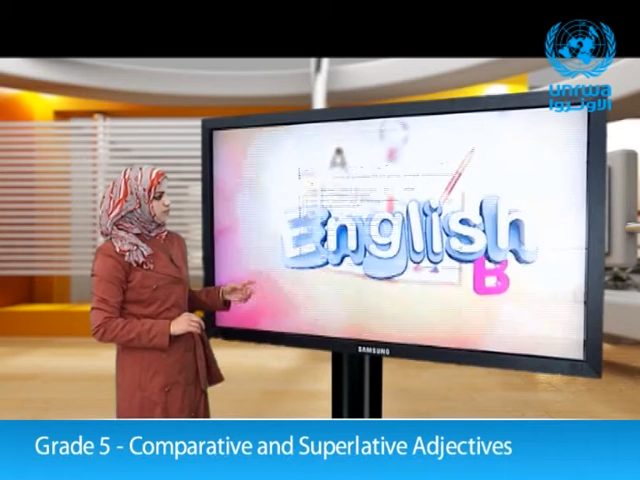 unrwa
الأونروا
A
English
B
SAMSUNG
Grade 5 - Comparative and Superlative Adjectives